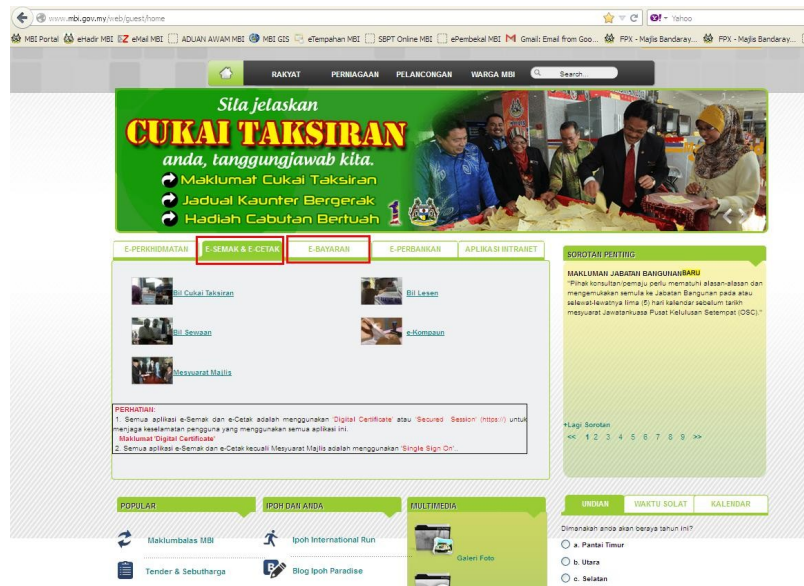 www.mbi.gov.my/web/guest/home
Yahoo
MBI Portal eHadir MBI eMail MBI ADUAN AWAM MBI MBI GIS eTempahan MBI SBPT Online MBI ePembekal MBI Gmail: Email from Goo... FPX - Majlis Bandaray... FPX - Majlis Bandaray...
RAKYAT PERNIAGAAN PELANCONGAN WARGA MBI Search...
Sila jelaskan
CUKAI TAKSIRAN
anda, tanggungjawab kita.
Maklumat Cukai Taksiran
Jadual Kaunter Bergerak
Hadiah Cabutan Bertuah
E-PERKHIDMATAN E-SEMAK & E-CETAK E-BAYARAN E-PERBANKAN APLIKASI INTRANET
Bil Cukai Taksiran
Bil Lesen
Bil Sewaan
e-Kompaun
Mesyuarat Majlis
PERHATIAN:
1. Semua aplikasi e-Semak dan e-Cetak adalah menggunakan 'Digital Certificate' atau 'Secured Session' (https://) untuk
menjaga keselamatan pengguna yang menggunakan semua aplikasi ini.
Maklumat 'Digital Certificate'
2. Semua aplikasi e-Semak dan e-Cetak kecuali Mesyuarat Majlis adalah menggunakan 'Single Sign On'..
SOROTAN PENTING
MAKLUMAN JABATAN BANGUNAN BARU
"Pihak konsultan/pemaju perlu mematuhi alasan-alasan dan
mengemukakan semula ke Jabatan Bangunan pada atau
selewat-lewatnya lima (5) hari kalendar sebelum tarikh
mesyuarat Jawatankuasa Pusat Kelulusan Setempat (OSC)."
+Lagi Sorotan
<< 1 2 3 4 5 6 7 8 9 >>
POPULAR
Maklumbalas MBI
Tender & Sebutharga
IPOH DAN ANDA
Ipoh International Run
Blog Ipoh Paradise
MULTIMEDIA
Galeri Foto
UNDIAN WAKTU SOLAT KALENDAR
Dimanakah anda akan beraya tahun ini?
a. Pantai Timur
b. Utara
c. Selatan